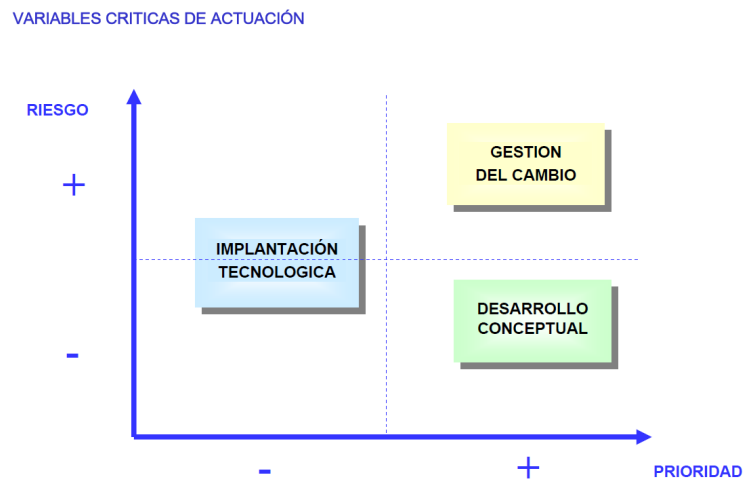 VARIABLES CRITICAS DE ACTUACIÓN
RIESGO
+
GESTION
DEL CAMBIO
IMPLANTACIÓN
TECNOLOGICA
DESARROLLO
CONCEPTUAL
-
- +
PRIORIDAD